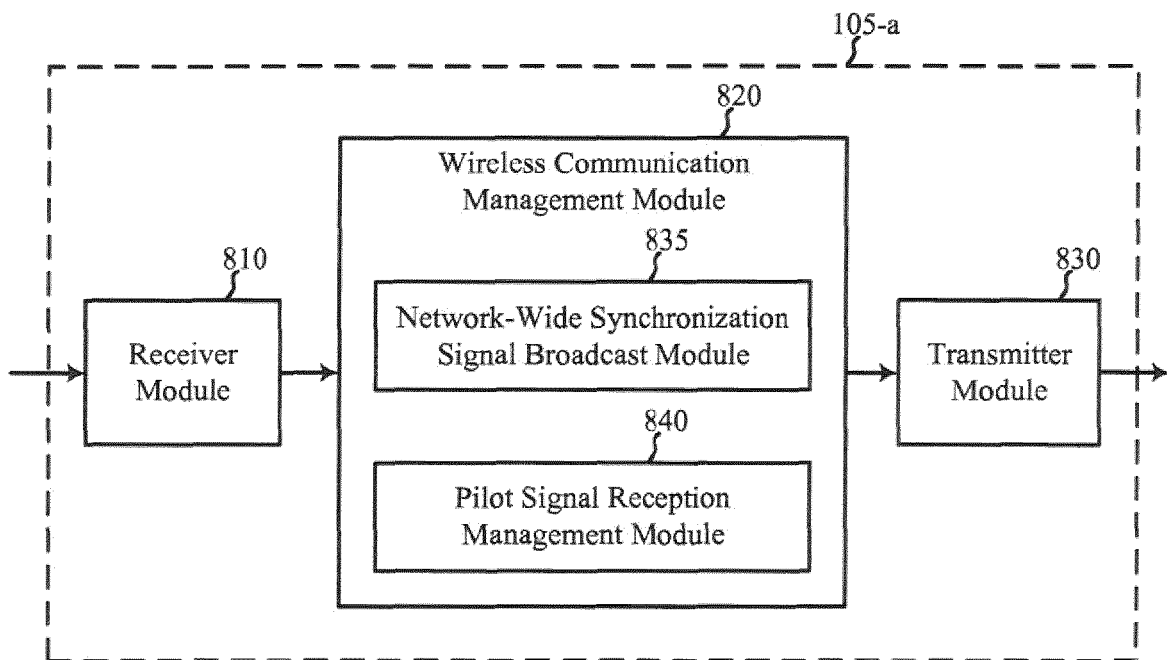 105-a
820
Wireless Communication
Management Module
835
Network-Wide Synchronization
Signal Broadcast Module
840
Pilot Signal Reception
Management Module
810
Receiver
Module
830
Transmitter
Module